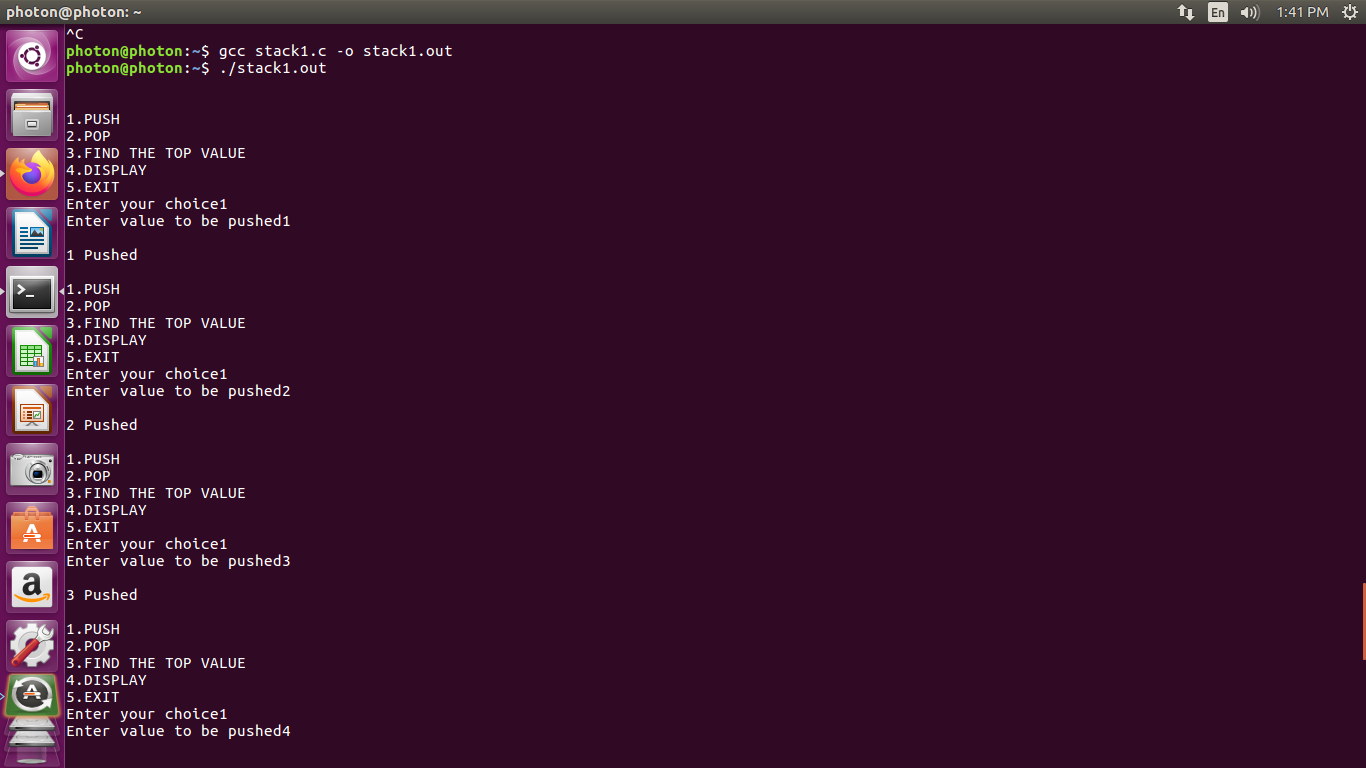 photon@photon: ~
En
1:41 PM
^C
photon@photon:~$ gcc stack1.c -o stack1.out
photon@photon:~$ ./stack1.out
1.PUSH
2.POP
3.FIND THE TOP VALUE
4.DISPLAY
5.EXIT
Enter your choice1
Enter value to be pushed1
1 Pushed
1.PUSH
2.POP
3.FIND THE TOP VALUE
4.DISPLAY
5.EXIT
Enter your choice1
Enter value to be pushed2
2 Pushed
1.PUSH
2.POP
3.FIND THE TOP VALUE
4.DISPLAY
5.EXIT
Enter your choice1
Enter value to be pushed3
3 Pushed
1.PUSH
2.POP
3.FIND THE TOP VALUE
4.DISPLAY
5.EXIT
Enter your choice1
Enter value to be pushed4